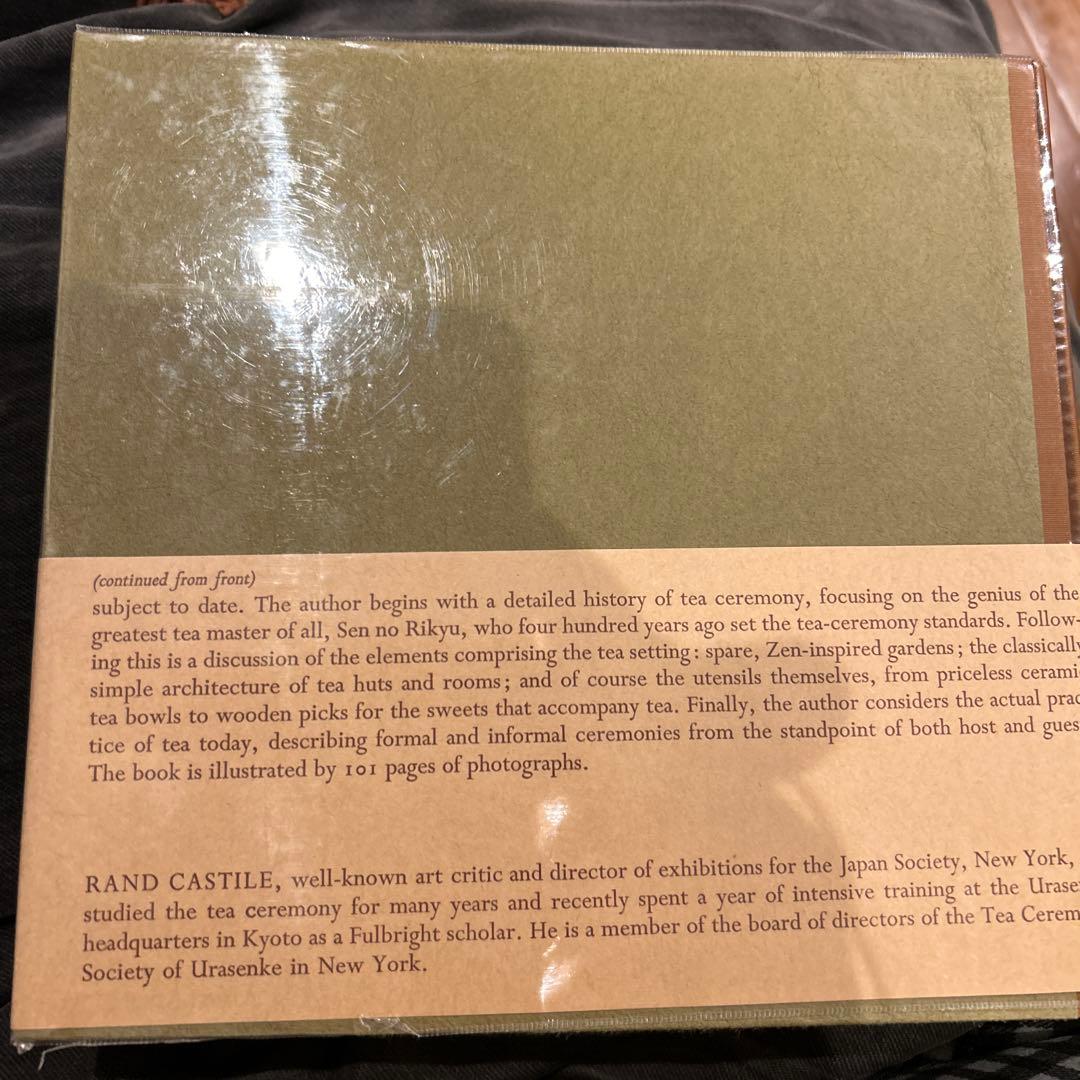 (continued from front)
subject to date. The author begins with a detailed history of tea ceremony, focusing on the genius of the
greatest tea master of all, Sen no Rikyu, who four hundred years ago set the tea-ceremony standards. Follow-
ing this is a discussion of the elements comprising the tea setting: spare, Zen-inspired gardens; the classically
simple architecture of tea huts and rooms; and of course the utensils themselves, from priceless cerami
tea bowls to wooden picks for the sweets that accompany tea. Finally, the author considers the actual prac
tice of tea today, describing formal and informal ceremonies from the standpoint of both host and gues
The book is illustrated by 101 pages of photographs.
RAND CASTILE, well-known art critic and director of exhibitions for the Japan Society, New York,
studied the tea ceremony for many years and recently spent a year of intensive training at the Urase
headquarters in Kyoto as a Fulbright scholar. He is a member of the board of directors of the Tea Cerem
Society of Urasenke in New York.